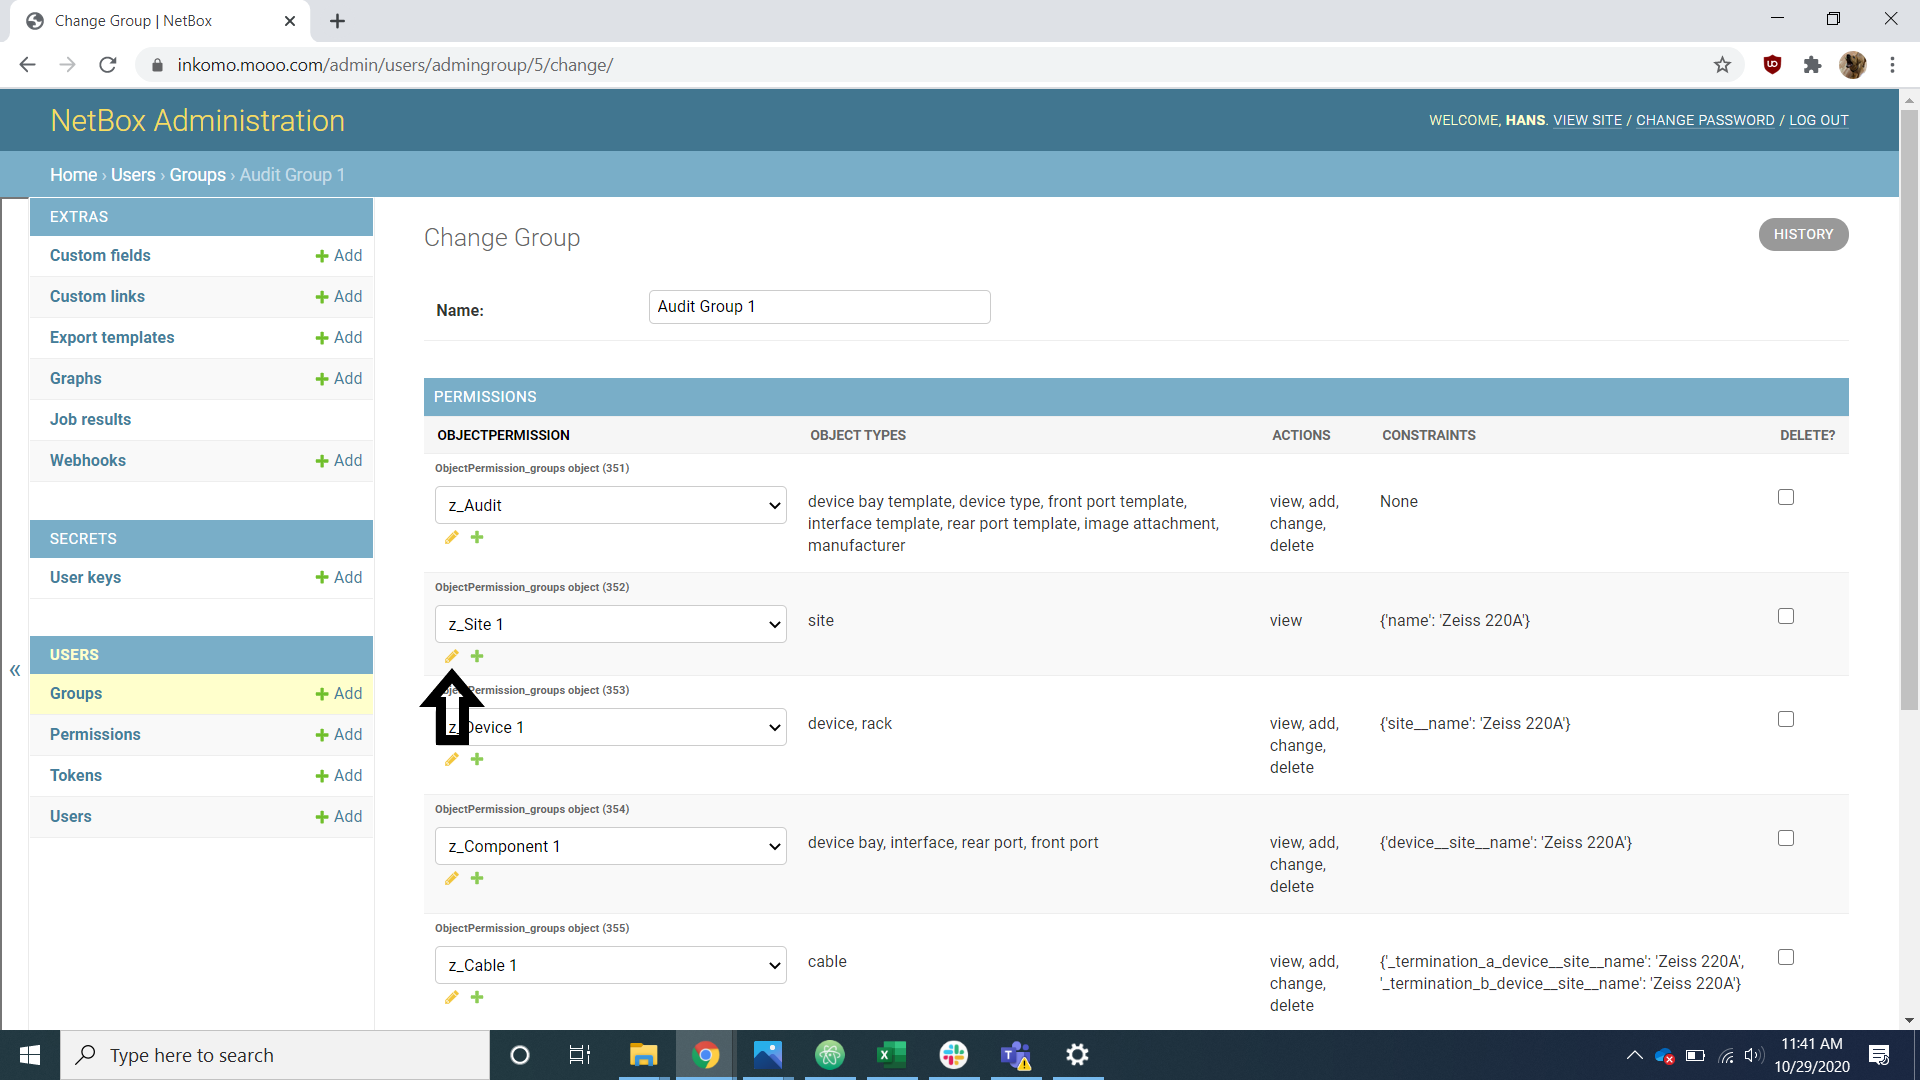 Change Group | NetBox
inkomo.mooo.com/admin/users/admingroup/5/change/
NetBox Administration
WELCOME, HANS. VIEW SITE / CHANGE PASSWORD / LOG OUT
Home › Users › Groups › Audit Group 1
EXTRAS
Custom fields Add
Custom links Add
Export templates Add
Graphs Add
Job results
Webhooks Add
SECRETS
User keys Add
USERS
«
Groups Add
Permissions Add
Tokens Add
Users Add
Change Group
HISTORY
Name: Audit Group 1
PERMISSIONS
OBJECTPERMISSION OBJECT TYPES ACTIONS CONSTRAINTS DELETE?
ObjectPermission_groups object (351)
z_Audit
device bay template, device type, front port template,
interface template, rear port template, image attachment,
manufacturer
view, add,
change,
delete
None
ObjectPermission_groups object (352)
z_Site 1
site
view
{'name': 'Zeiss 220A'}
ObjectPermission_groups object (353)
z_Device 1
device, rack
view, add,
change,
delete
{'site__name': 'Zeiss 220A'}
ObjectPermission_groups object (354)
z_Component 1
device bay, interface, rear port, front port
view, add,
change,
delete
{'device__site__name': 'Zeiss 220A'}
ObjectPermission_groups object (355)
z_Cable 1
cable
view, add,
change,
delete
{'_termination_a_device__site__name': 'Zeiss 220A',
'_termination_b_device__site__name': 'Zeiss 220A'}
Type here to search
11:41 AM
10/29/2020